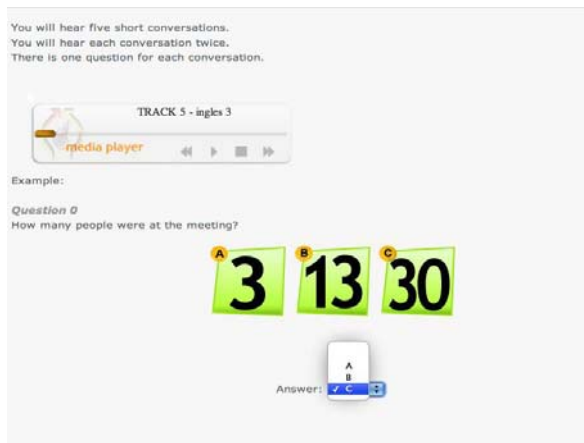 You will hear five short conversations.
You will hear each conversation twice.
There is one question for each conversation.
TRACK 5 - ingles 3
media player
Example:
Question 0
How many people were at the meeting?
A B C
3 13 30
A
B
Answer: ✓ C